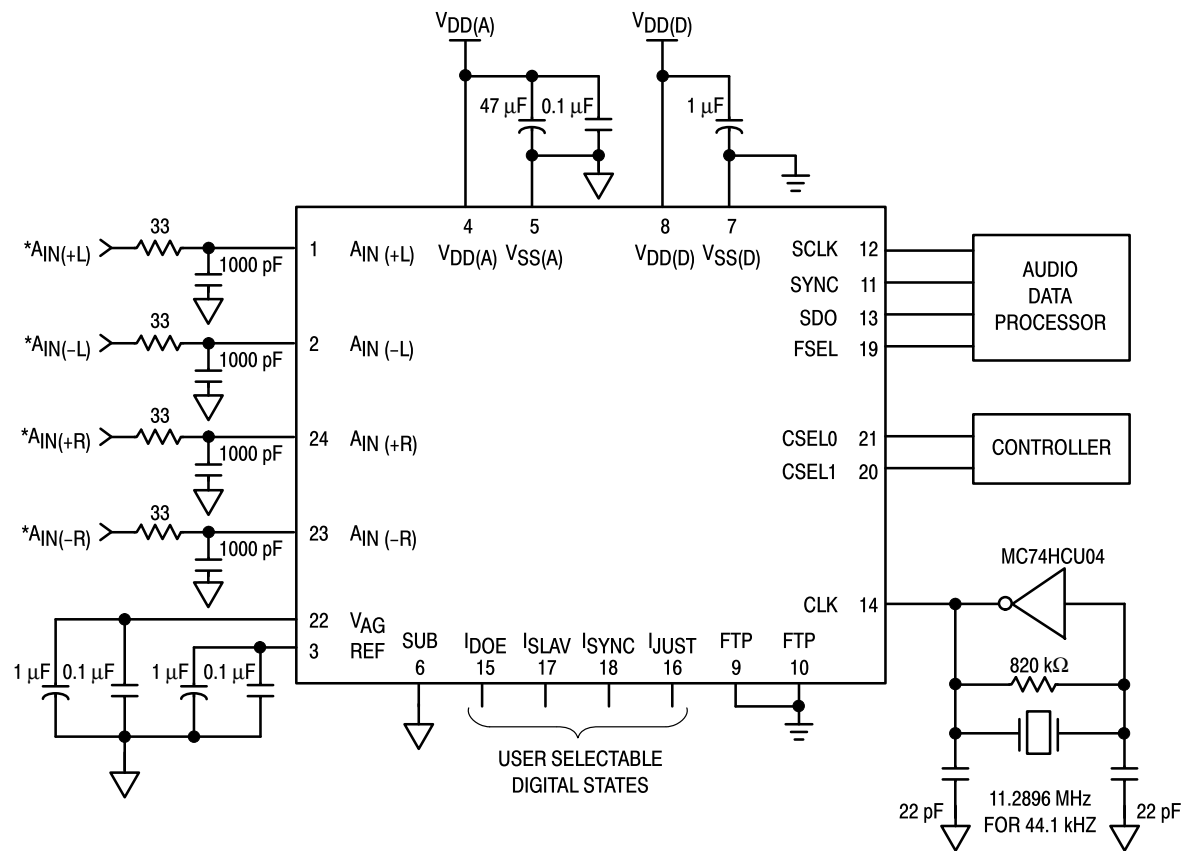 VDD(A)
VDD(D)
47 µF
0.1 µF
1 µF
4
5
8
7
VDD(A)
VSS(A)
VDD(D)
VSS(D)
*AIN(+L)
33
1000 pF
1
AIN (+L)
*AIN(−L)
33
1000 pF
2
AIN (−L)
*AIN(+R)
33
1000 pF
24
AIN (+R)
*AIN(−R)
33
1000 pF
23
AIN (−R)
22
VAG
3
REF
1 µF
0.1 µF
1 µF
0.1 µF
SCLK 12
SYNC 11
SDO 13
FSEL 19
AUDIO
DATA
PROCESSOR
CSEL0 21
CSEL1 20
CONTROLLER
MC74HCU04
CLK 14
820 kΩ
22 pF
11.2896 MHz
FOR 44.1 kHZ
22 pF
SUB
6
IDOE
15
ISLAV
17
ISYNC
18
IJUST
16
FTP
9
FTP
10
USER SELECTABLE
DIGITAL STATES